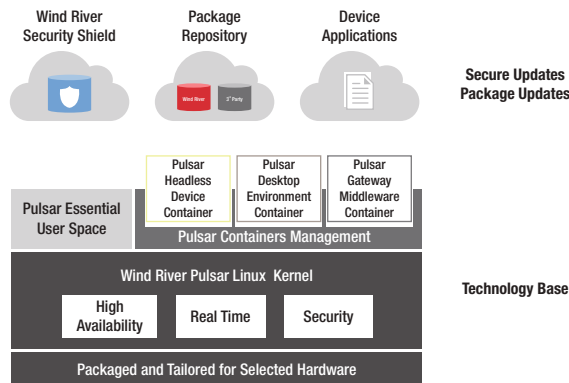 Wind River
Security Shield
Package
Repository
Device
Applications
Wind River
3rd Party
Secure Updates
Package Updates
Pulsar
Headless
Device
Container
Pulsar
Desktop
Environment
Container
Pulsar
Gateway
Middleware
Container
Pulsar Essential
User Space
Pulsar Containers Management
Wind River Pulsar Linux Kernel
High
Availability
Real Time
Security
Technology Base
Packaged and Tailored for Selected Hardware